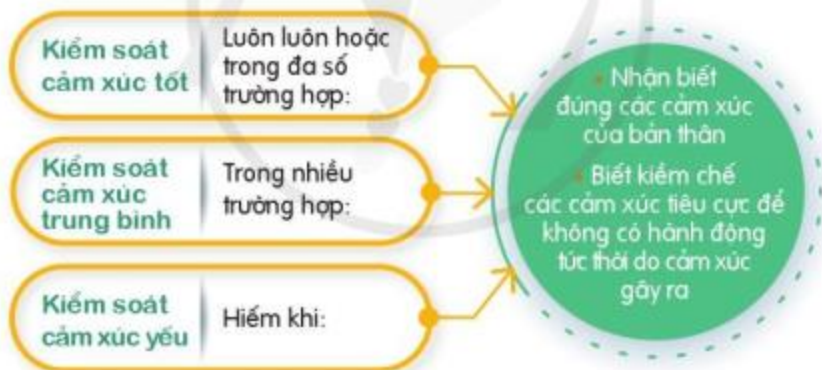 Kiểm soát
cảm xúc tốt
Luôn luôn hoặc
trong đa số
trường hợp:
Kiểm soát
cảm xúc
trung bình
Trong nhiều
trường hợp:
Kiểm soát
cảm xúc yếu
Hiếm khi:
Nhận biết
đúng các cảm xúc
của bản thân
Biết kiềm chế
các cảm xúc tiêu cực để
không có hành động
tức thời do cảm xúc
gây ra